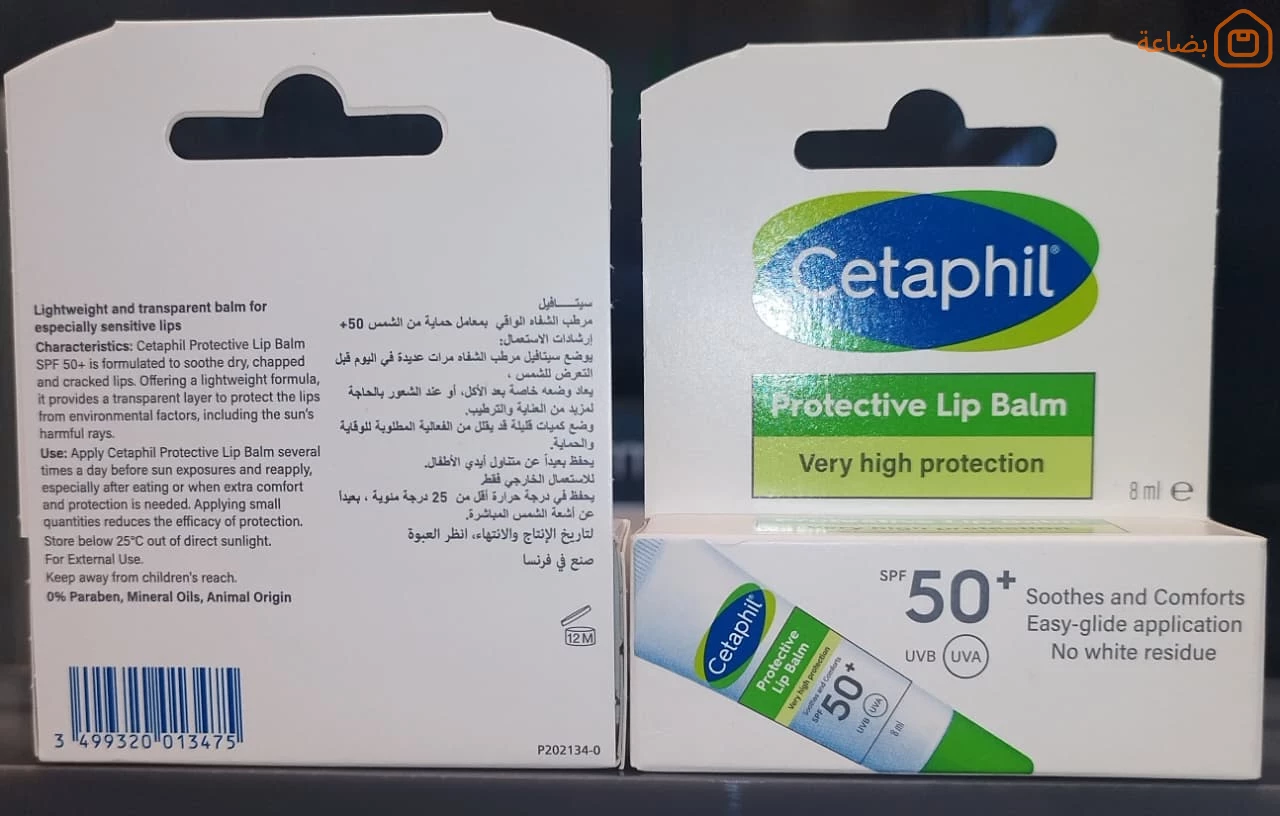 بضاعة
Lightweight and transparent balm for
especially sensitive lips
Characteristics: Cetaphil Protective Lip Balm
SPF 50+ is formulated to soothe dry, chapped
and cracked lips. Offering a lightweight formula,
it provides a transparent layer to protect the lips
from environmental factors, including the sun's
harmful rays.
Use: Apply Cetaphil Protective Lip Balm several
times a day before sun exposures and reapply,
especially after eating or when extra comfort
and protection is needed. Applying small
quantities reduces the efficacy of protection.
Store below 25°C out of direct sunlight.
For External Use.
Keep away from children's reach.
0% Paraben, Mineral Oils, Animal Origin
سيتـــــافيل
مرطب الشفاه الواقي بمعامل حماية من الشمس 50+
إرشادات الاستعمال:
يوضع سيتافيل مرطب الشفاه مرات عديدة في اليوم قبل
التعرض للشمس ،
يعاد وضعه خاصة بعد الأكل، أو عند الشعور بالحاجة
لمزيد من العناية والترطيب.
وضع كميات قليلة قد يقلل من الفعالية المطلوبة للوقاية
والحماية.
يحفظ بعيداً عن متناول أيدي الأطفال.
للاستعمال الخارجي فقط
يحفظ في درجة حرارة أقل من 25 درجة مئوية ، بعيداً
عن أشعة الشمس المباشرة.
لتاريخ الإنتاج والانتهاء، انظر العبوة
صنع في فرنسا
12 M
3 499320 013475
P202134-0
Cetaphil®
Protective Lip Balm
Very high protection
8 ml ℮
SPF 50+
UVB UVA
Soothes and Comforts
Easy-glide application
No white residue
Cetaphil®
Protective
Lip Balm
Very high protection
Soothes and Comforts
SPF 50+
UVB UVA
8 ml